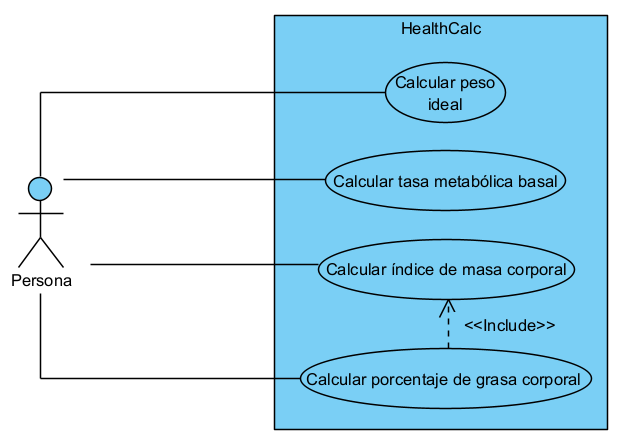 HealthCalc
Calcular peso
ideal
Calcular tasa metabólica basal
Calcular índice de masa corporal
Persona
<<Include>>
Calcular porcentaje de grasa corporal